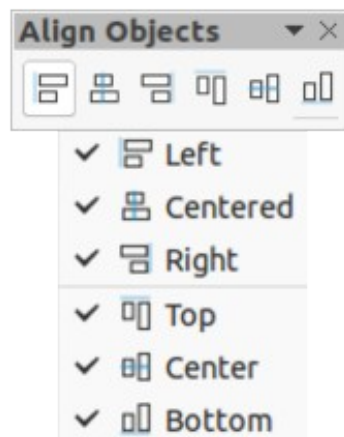 Align Objects
Left
Centered
Right
Top
Center
Bottom